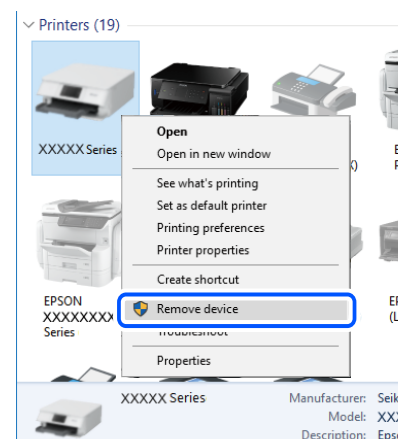 Printers (19)
XXXXX Series
Open
Open in new window
See what's printing
Set as default printer
Printing preferences
Printer properties
Create shortcut
Remove device
Troubleshoot
Properties
EPSON
XXXXXXXX
Series
XXXXX Series
Manufacturer:
Model:
Description: